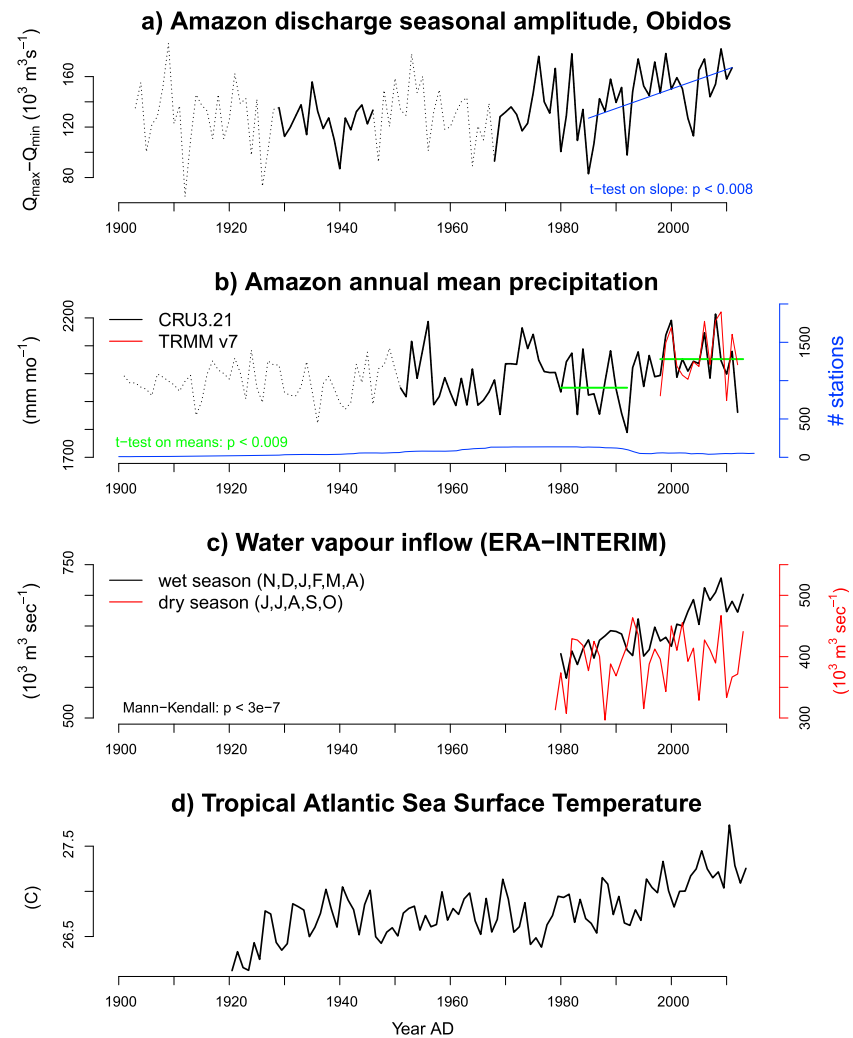 a) Amazon discharge seasonal amplitude, Obidos
Qmax−Qmin (10³ m³s⁻¹)
160
120
80
t−test on slope: p < 0.008
1900 1920 1940 1960 1980 2000
b) Amazon annual mean precipitation
(mm mo⁻¹)
2200
1700
CRU3.21
TRMM v7
t−test on means: p < 0.009
1500
500
0
# stations
1900 1920 1940 1960 1980 2000
c) Water vapour inflow (ERA−INTERIM)
(10³ m³ sec⁻¹)
750
500
wet season (N,D,J,F,M,A)
dry season (J,J,A,S,O)
Mann−Kendall: p < 3e−7
500
400
300
(10³ m³ sec⁻¹)
1900 1920 1940 1960 1980 2000
d) Tropical Atlantic Sea Surface Temperature
(C)
27.5
26.5
1900 1920 1940 1960 1980 2000
Year AD